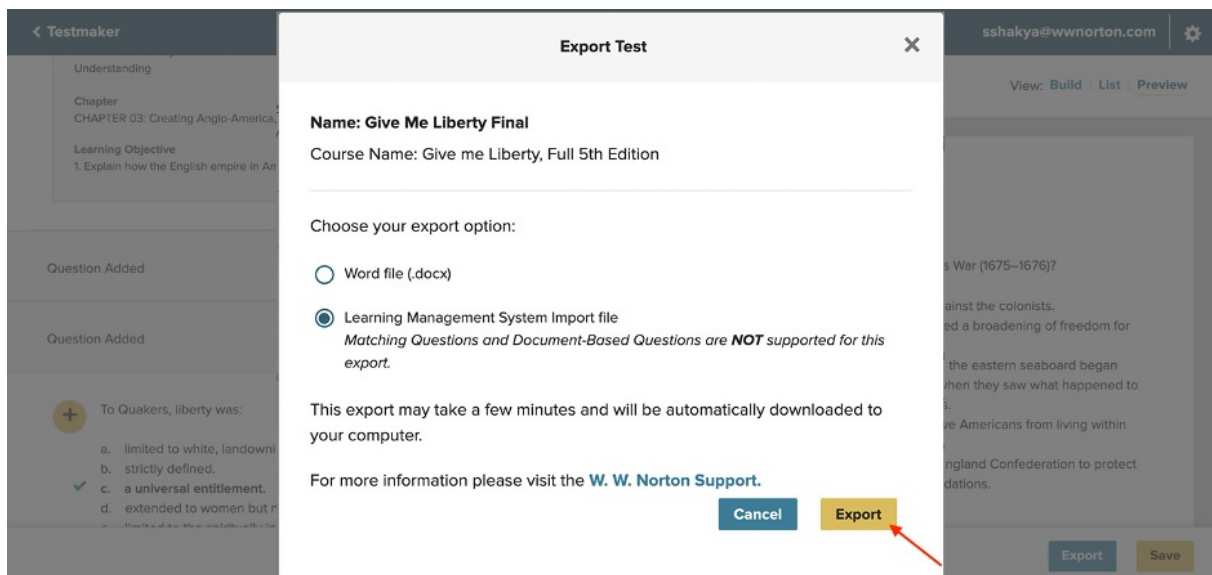 Testmaker
Export Test
sshakya@wwnorton.com
Understanding
Chapter
CHAPTER 03: Creating Anglo-America,
Learning Objective
1. Explain how the English empire in Am
Question Added
Question Added
To Quakers, liberty was:
a. limited to white, landowni
b. strictly defined.
c. a universal entitlement.
d. extended to women but n
Name: Give Me Liberty Final
Course Name: Give me Liberty, Full 5th Edition
Choose your export option:
Word file (.docx)
Learning Management System Import file
Matching Questions and Document-Based Questions are NOT supported for this
export.
This export may take a few minutes and will be automatically downloaded to
your computer.
For more information please visit the W. W. Norton Support.
Cancel Export
View: Build List Preview
s War (1675–1676)?
ainst the colonists.
ed a broadening of freedom for
the eastern seaboard began
when they saw what happened to
s.
ve Americans from living within
ngland Confederation to protect
dations.
Export Save